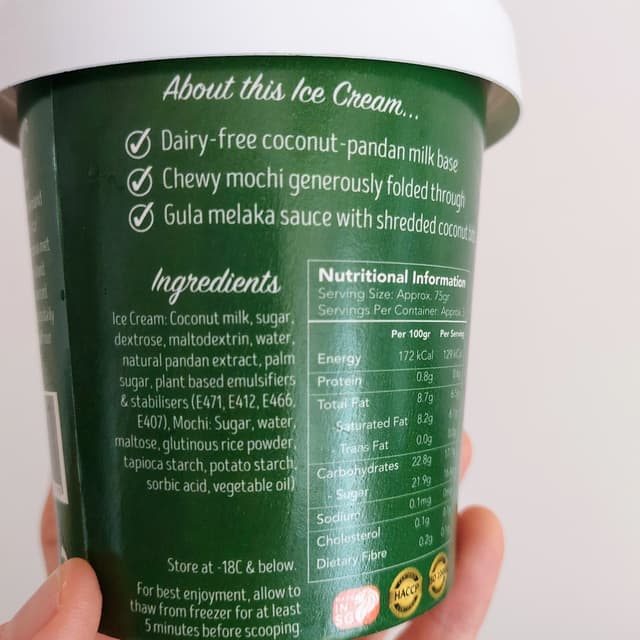 About this Ice Cream...
Dairy-free coconut-pandan milk base
Chewy mochi generously folded through
Gula melaka sauce with shredded coconut
Ingredients
Ice Cream: Coconut milk, sugar,
dextrose, maltodextrin, water,
natural pandan extract, palm
sugar, plant based emulsifiers
& stabilisers (E471, E412, E466,
E407), Mochi: Sugar, water,
maltose, glutinous rice powder,
tapioca starch, potato starch,
sorbic acid, vegetable oil)
Store at -18C & below.
For best enjoyment, allow to
thaw from freezer for at least
5 minutes before scooping
Nutritional Information
Serving Size: Approx. 75gr
Servings Per Container: Approx.
Per 100gr Per Serving
Energy 172 kCal 129 kCal
Protein 0.8g
Total Fat 8.7g
Saturated Fat 8.2g
Trans Fat 0.0g
Carbohydrates 22.8g
- Sugar 21.9g
Sodium 0.1mg
Cholesterol 0.1g
Dietary Fibre 0.2g
IN
SG
HACCP